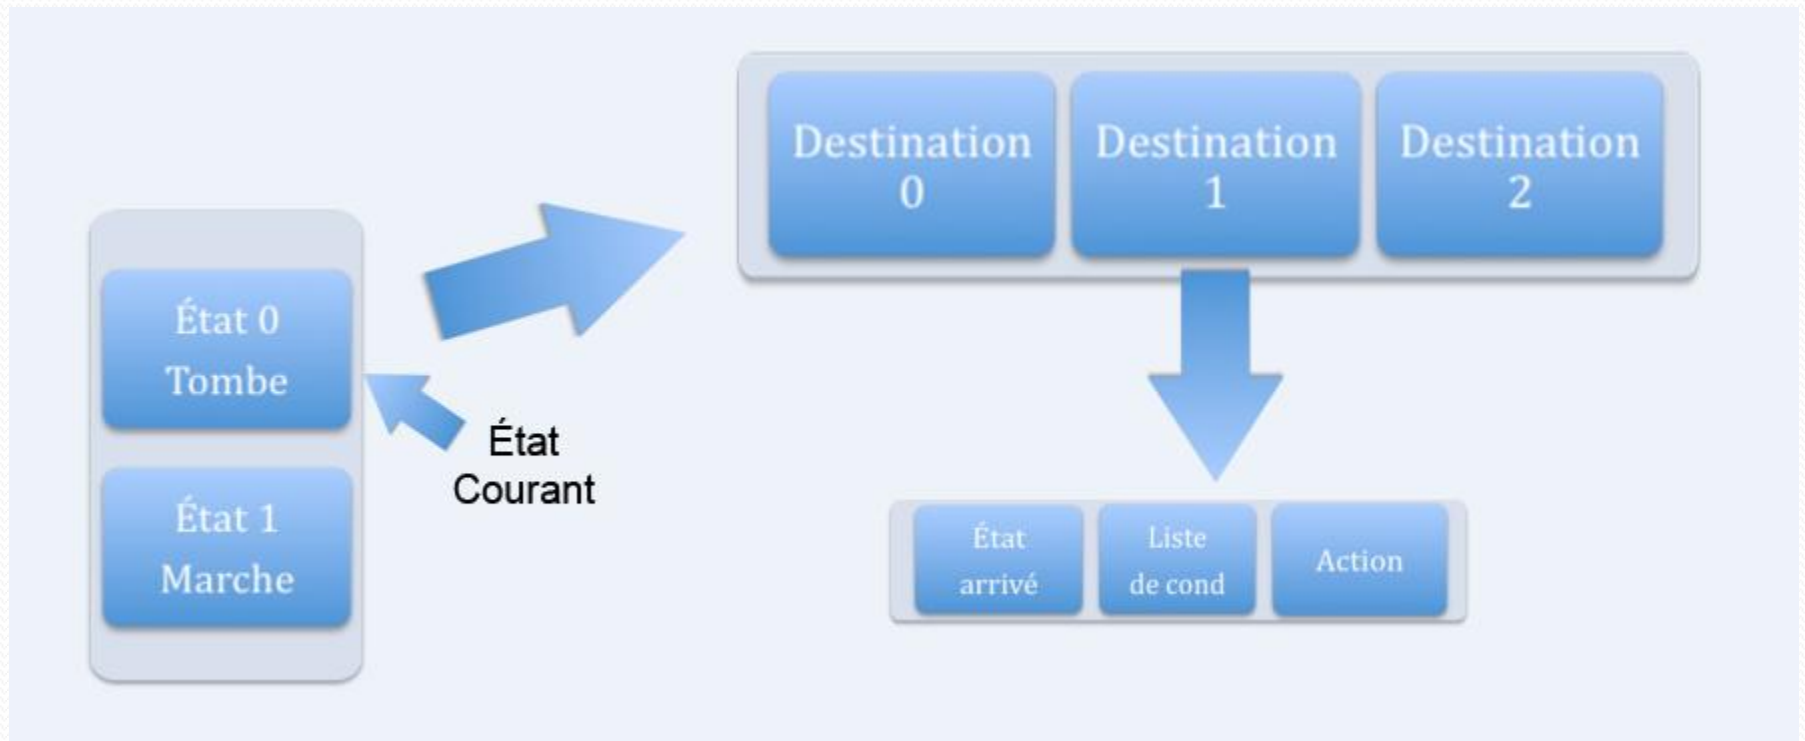 Destination
0
Destination
1
Destination
2
État 0
Tombe
État
Courant
État 1
Marche
État
arrivé
Liste
de cond
Action